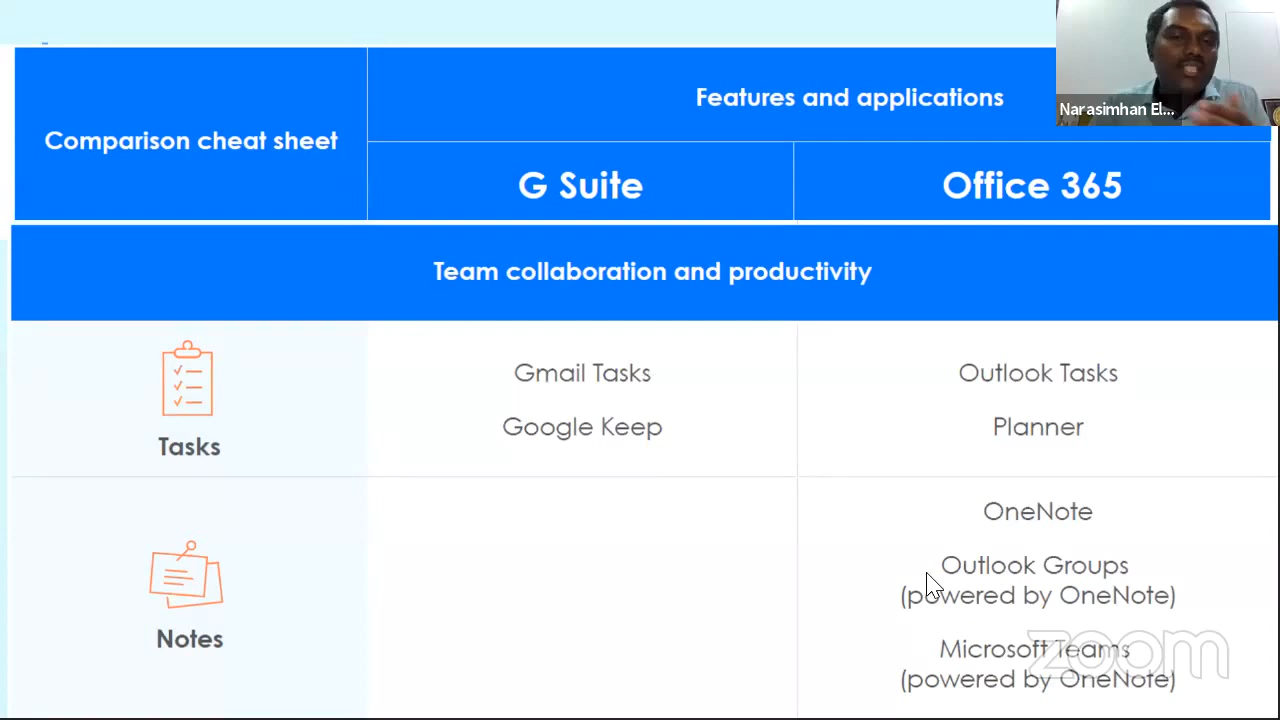 Features and applications
Narasimhan El...
Comparison cheat sheet
G Suite
Office 365
Team collaboration and productivity
Gmail Tasks
Outlook Tasks
Google Keep
Planner
Tasks
OneNote
Outlook Groups
(powered by OneNote)
Notes
Microsoft Teams
(powered by OneNote)
zoom